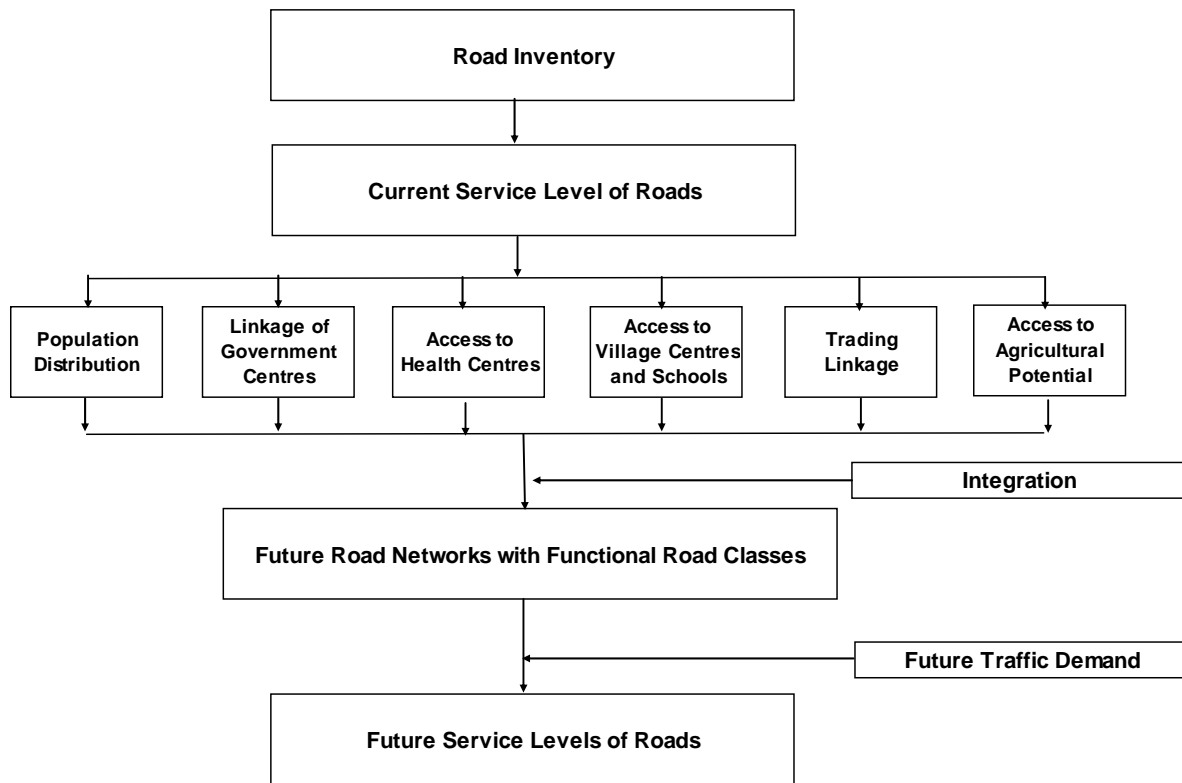 Road Inventory
Current Service Level of Roads
Population
Distribution
Linkage of
Government
Centres
Access to
Health Centres
Access to
Village Centres
and Schools
Trading
Linkage
Access to
Agricultural
Potential
Integration
Future Road Networks with Functional Road Classes
Future Traffic Demand
Future Service Levels of Roads